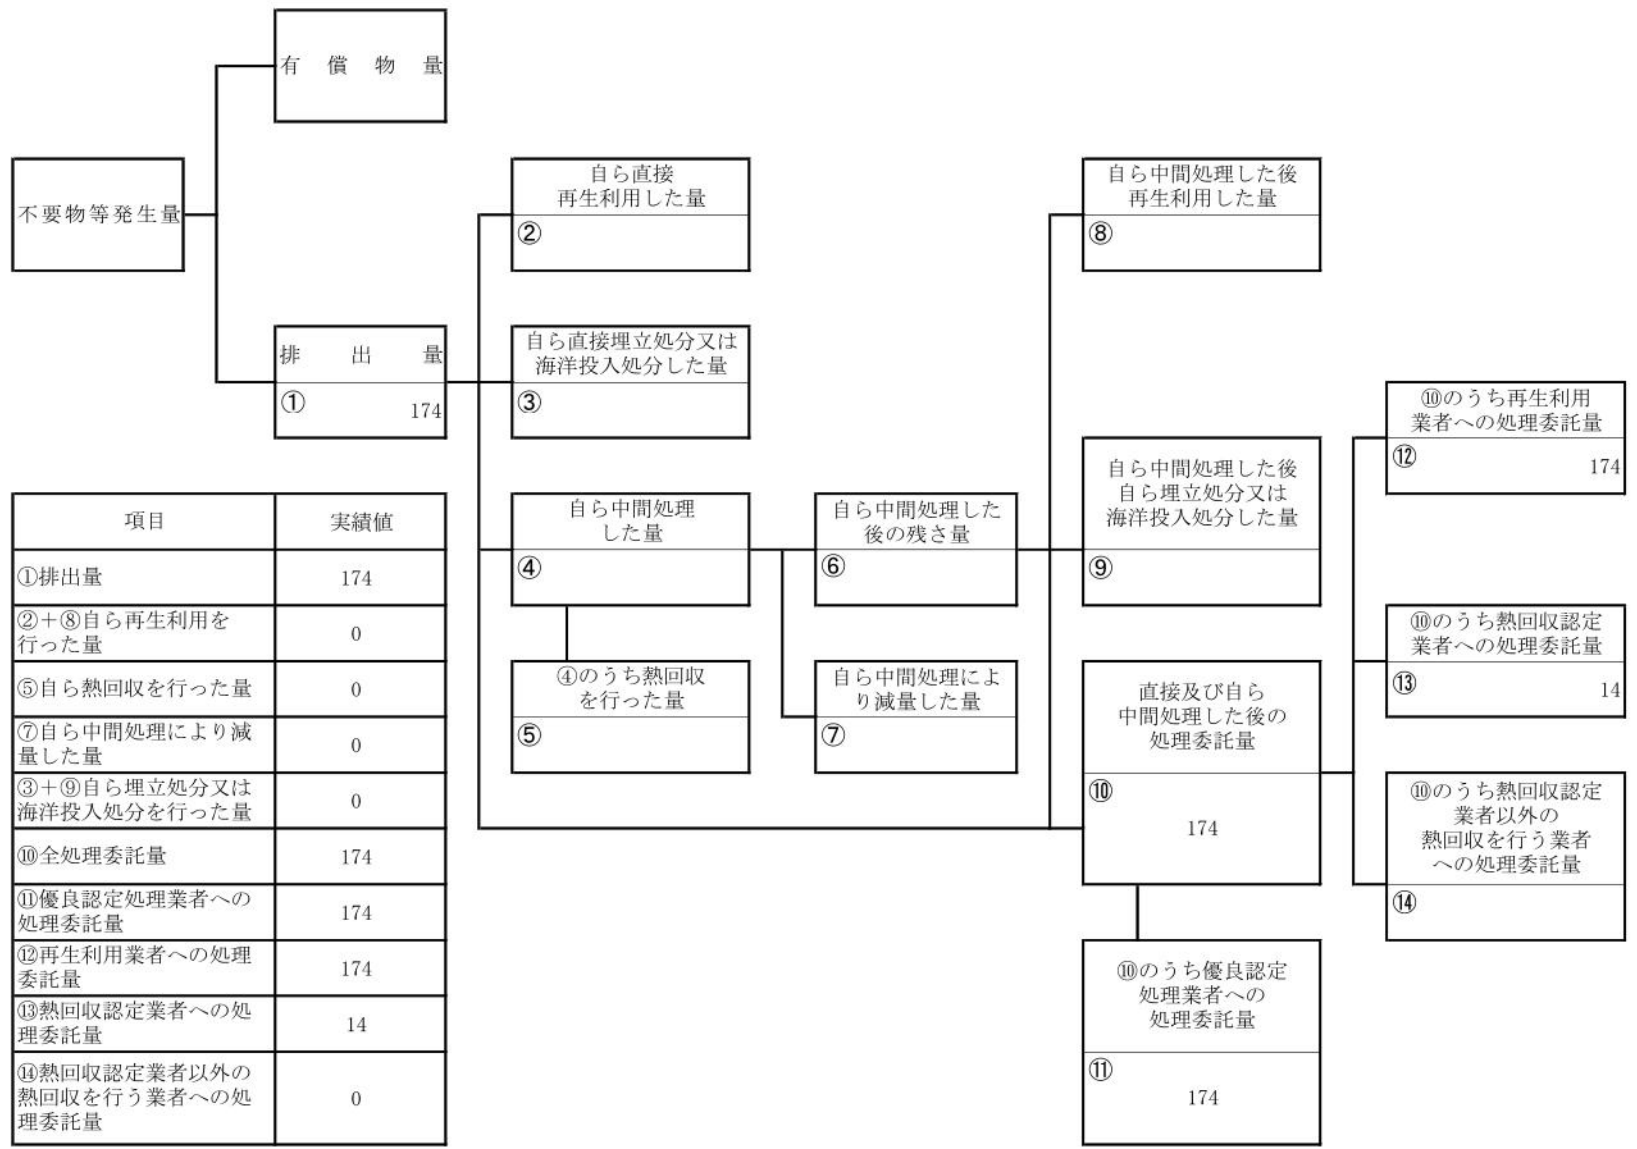 有償物量
不要物等発生量
排出量
①
174
自ら直接
再生利用した量
②
自ら直接埋立処分又は
海洋投入処分した量
③
自ら中間処理
した量
④
④のうち熱回収
を行った量
⑤
自ら中間処理した
後の残さ量
⑥
自ら中間処理によ
り減量した量
⑦
自ら中間処理した後
再生利用した量
⑧
自ら中間処理した後
自ら埋立処分又は
海洋投入処分した量
⑨
直接及び自ら
中間処理した後の
処理委託量
⑩
174
⑩のうち優良認定
処理業者への
処理委託量
⑪
174
⑩のうち再生利用
業者への処理委託量
⑫
174
⑩のうち熱回収認定
業者への処理委託量
⑬
14
⑩のうち熱回収認定
業者以外の
熱回収を行う業者
への処理委託量
⑭
項目 実績値
①排出量 174
②＋⑧自ら再生利用を
行った量 0
⑤自ら熱回収を行った量 0
⑦自ら中間処理により減
量した量 0
③＋⑨自ら埋立処分又は
海洋投入処分を行った量 0
⑩全処理委託量 174
⑪優良認定処理業者への
処理委託量 174
⑫再生利用業者への処理
委託量 174
⑬熱回収認定業者への処
理委託量 14
⑭熱回収認定業者以外の
熱回収を行う業者への処
理委託量 0